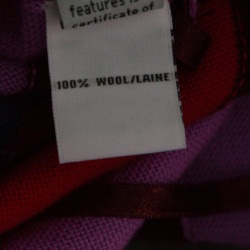 features
certificate of
100% WOOL/LAINE